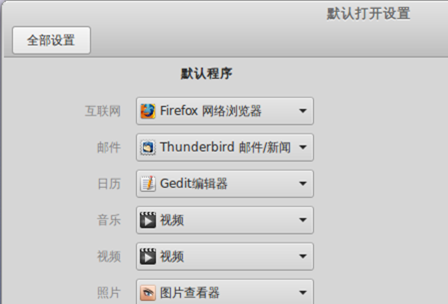 默认打开设置
全部设置
默认程序
互联网 Firefox 网络浏览器
邮件 Thunderbird 邮件/新闻
日历 Gedit编辑器
音乐 视频
视频 视频
照片 图片查看器